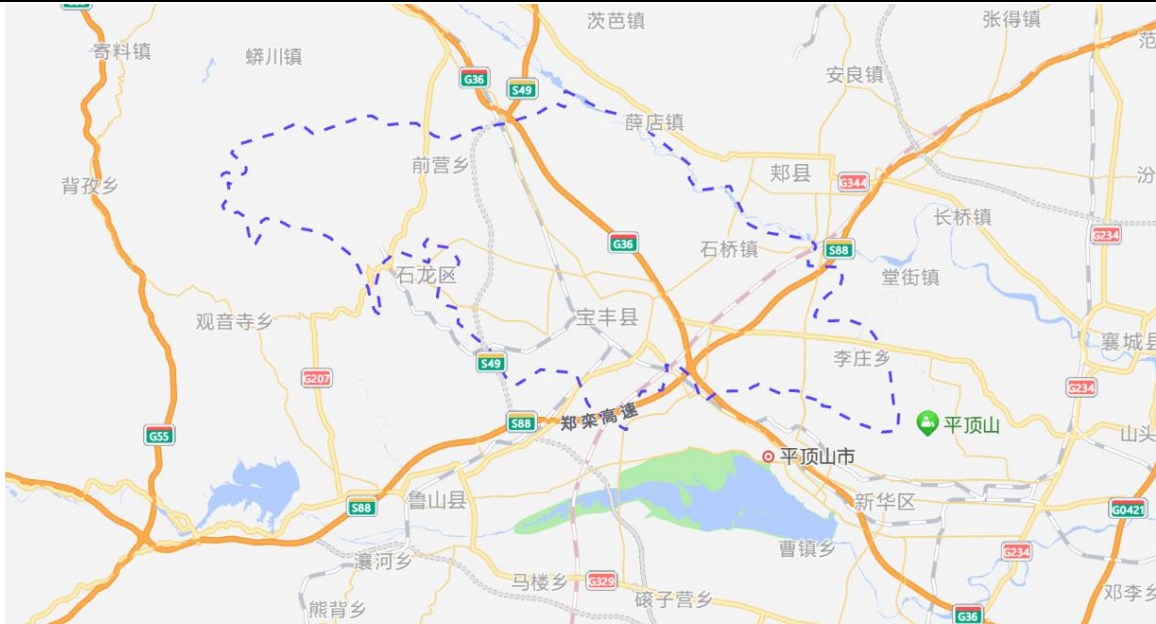 茨芭镇
张得镇
寄料镇
蟒川镇
G36
S49
安良镇
薛店镇
前营乡
郏县
G344
汾
背孜乡
长桥镇
G234
G36
石桥镇
S88
堂街镇
石龙区
观音寺乡
宝丰县
襄城县
李庄乡
S49
G207
G234
郑栾高速
S88
平顶山
山头
G55
平顶山市
鲁山县
S88
新华区
G0421
曹镇乡
G234
瀼河乡
马楼乡
G329
磙子营乡
邓李乡
熊背乡
G36